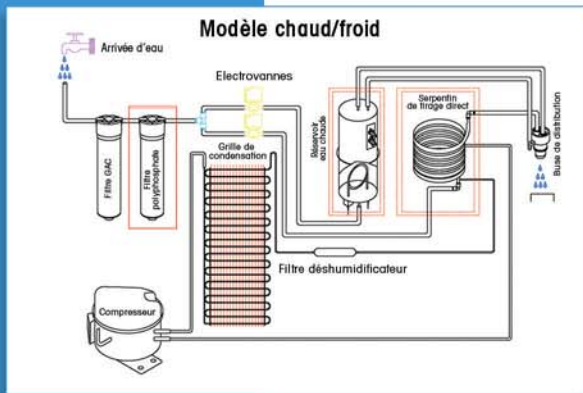 Modèle chaud/froid
Arrivée d'eau
Electrovannes
Serpentin
de tirage direct
Grille de
condensation
Réservoir
eau chaude
Buse de distribution
Filtre GAC
Filtre
polyphosphate
Filtre déshumidificateur
Compresseur